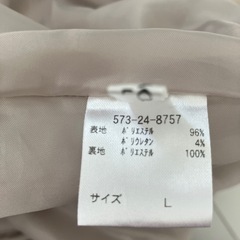 573-24-8757
表地 ﾎﾟﾘｴｽﾃﾙ 96%
ﾎﾟﾘｳﾚﾀﾝ 4%
裏地 ﾎﾟﾘｴｽﾃﾙ 100%
サイズ L